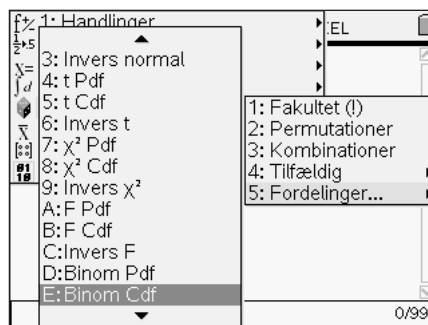 1: Handlinger
EL
3: Invers normal
4: t Pdf
5: t Cdf
6: Invers t
7: χ² Pdf
8: χ² Cdf
9: Invers χ²
A: F Pdf
B: F Cdf
C: Invers F
D: Binom Pdf
E: Binom Cdf
1: Fakultet (!)
2: Permutationer
3: Kombinationer
4: Tilfældig
5: Fordelinger...
0/99